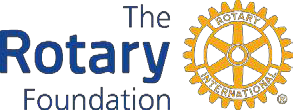 The
Rotary
Foundation
ROTARY
INTERNATIONAL
®